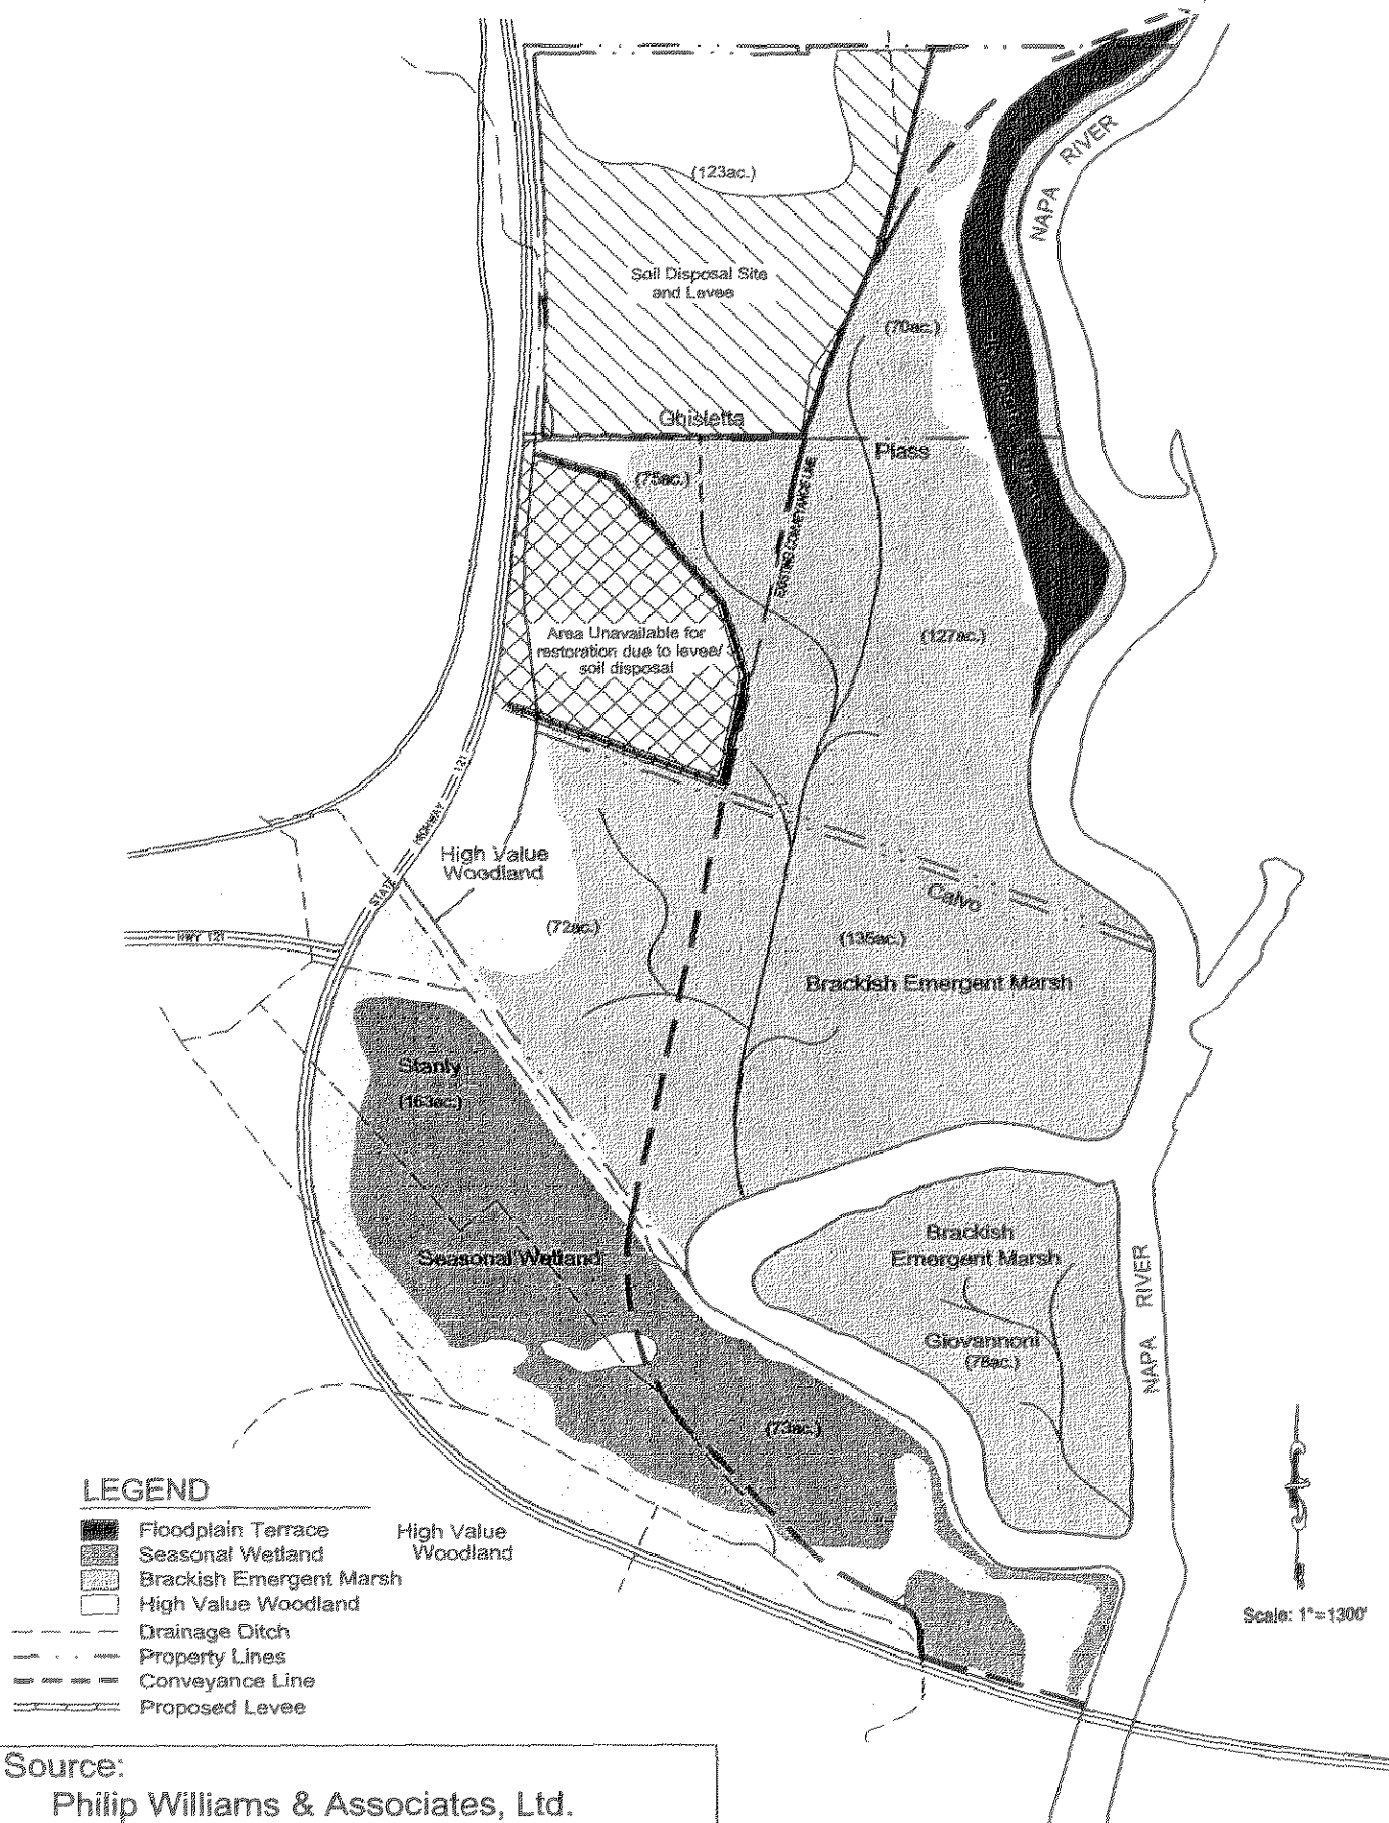 (123ac.)
NAPA RIVER
Soil Disposal Site
and Levee
(70ac.)
Ghisletta
Plass
(75ac.)
EXISTING CONVEYANCE LINE
Area Unavailable for
restoration due to levee/
soil disposal
(127ac.)
STATE HIGHWAY 121
High Value
Woodland
Calvo
(72ac.)
(135ac.)
HWY 121
Brackish Emergent Marsh
Stanly
(163ac.)
Seasonal Wetland
Brackish
Emergent Marsh
NAPA RIVER
Giovannoni
(78ac.)
(73ac.)
LEGEND
Floodplain Terrace
Seasonal Wetland
Brackish Emergent Marsh
High Value Woodland
Drainage Ditch
Property Lines
Conveyance Line
Proposed Levee
High Value
Woodland
Scale: 1"=1300'
Source:
Philip Williams & Associates, Ltd.